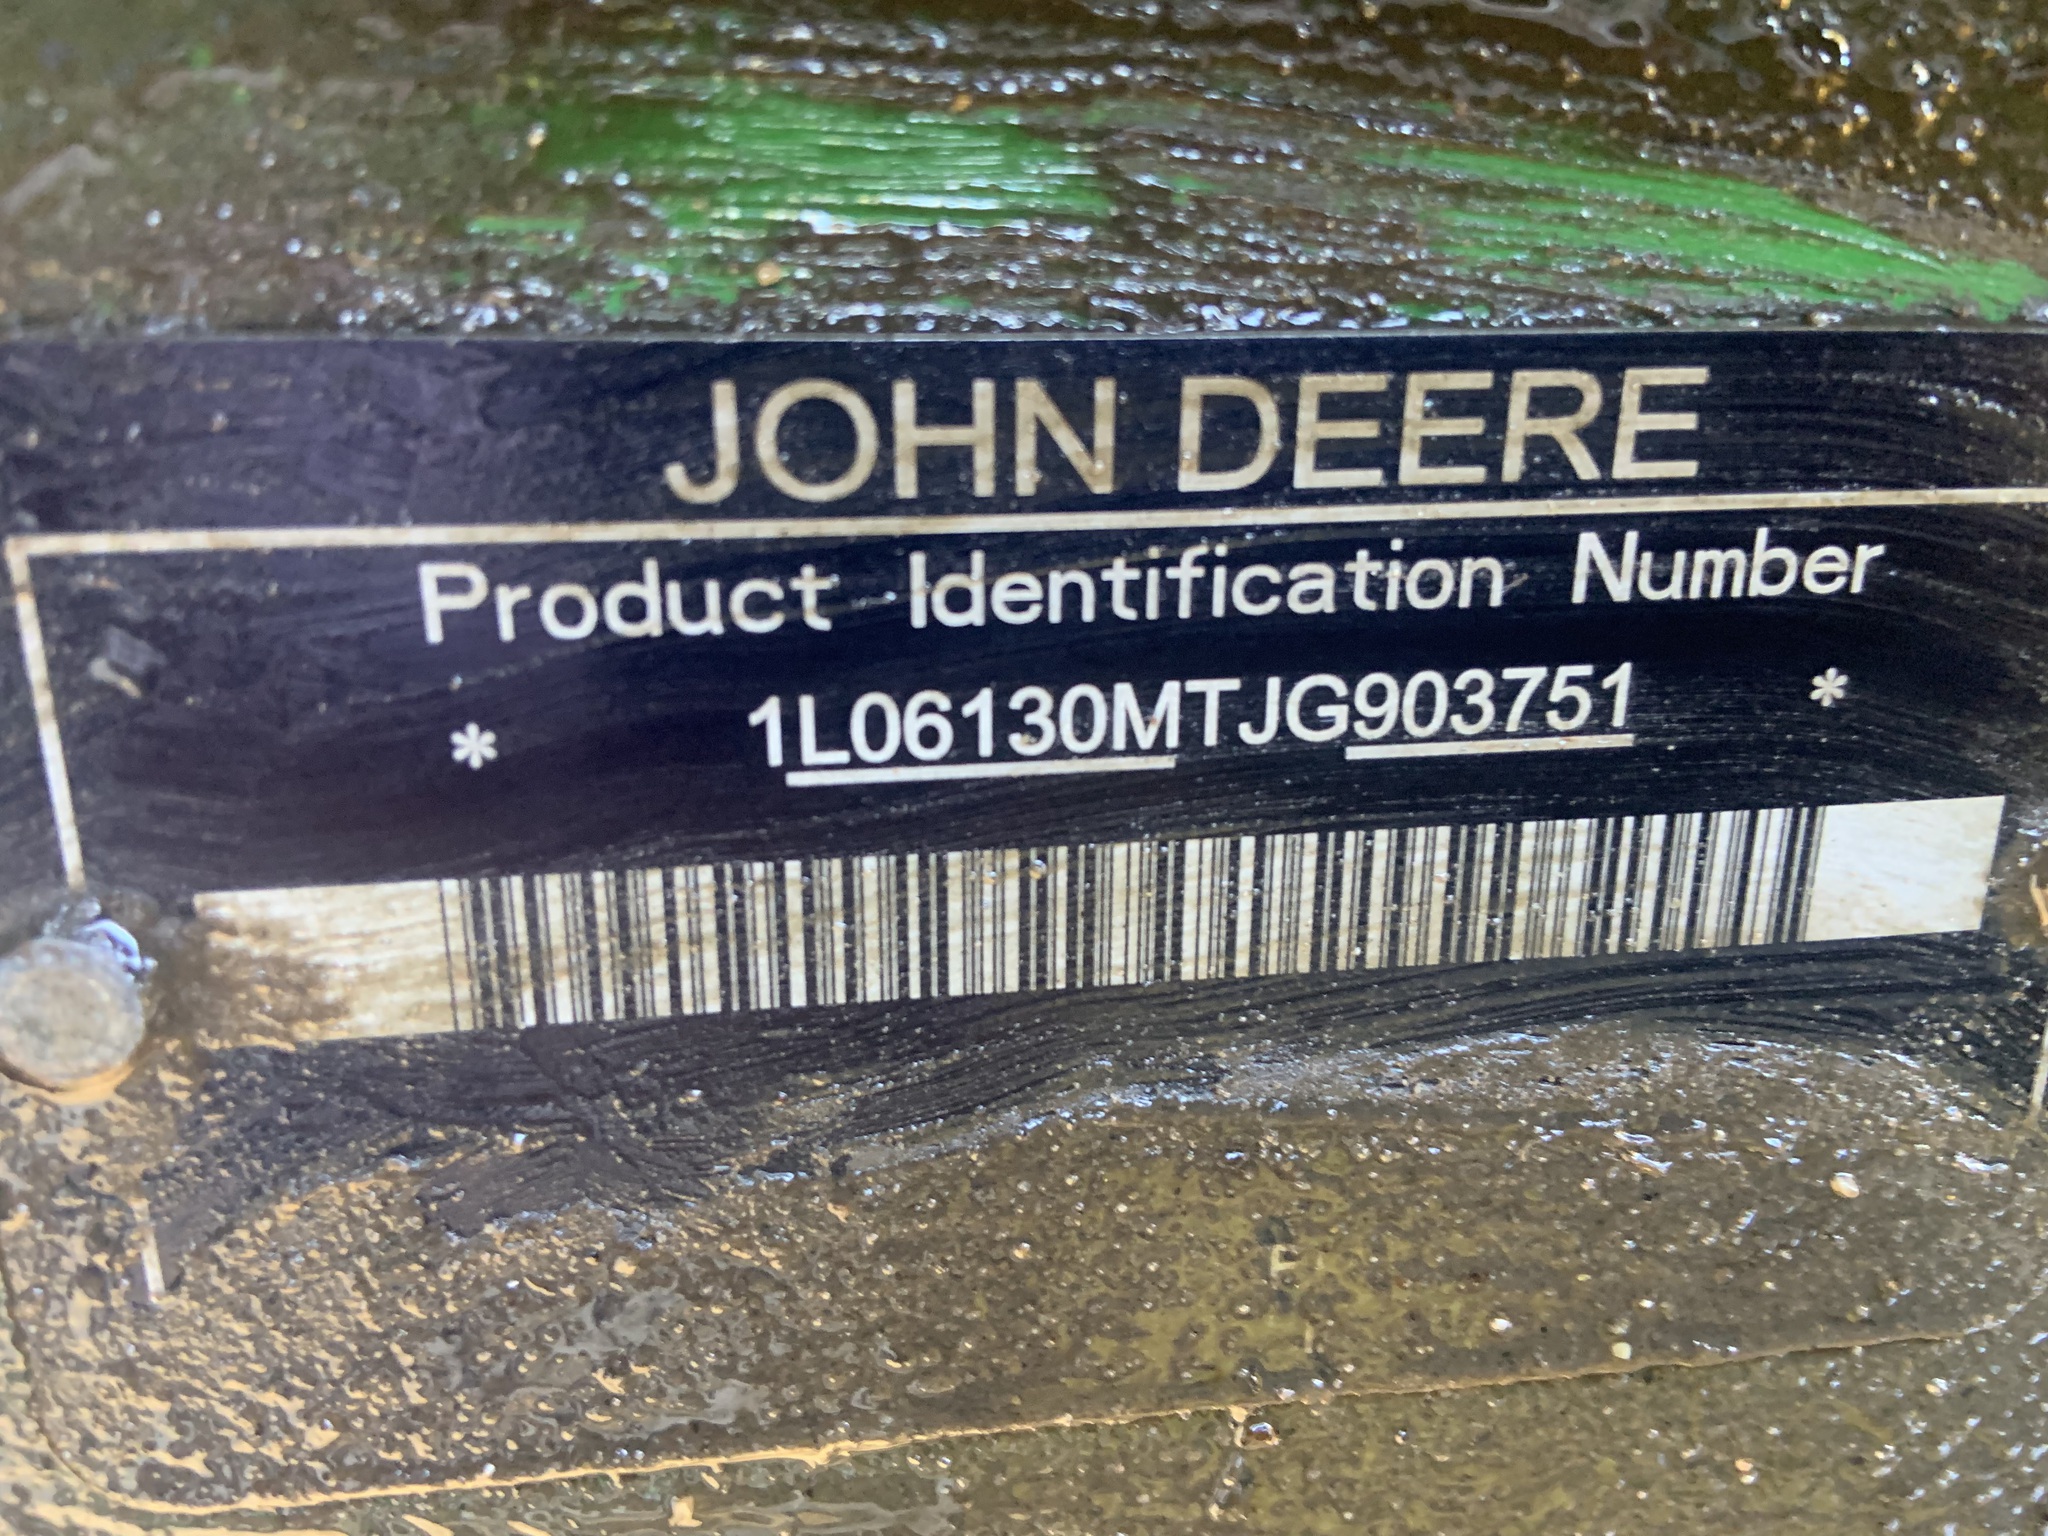 JOHN DEERE
Product Identification Number
* 1L06130MTJG903751 *